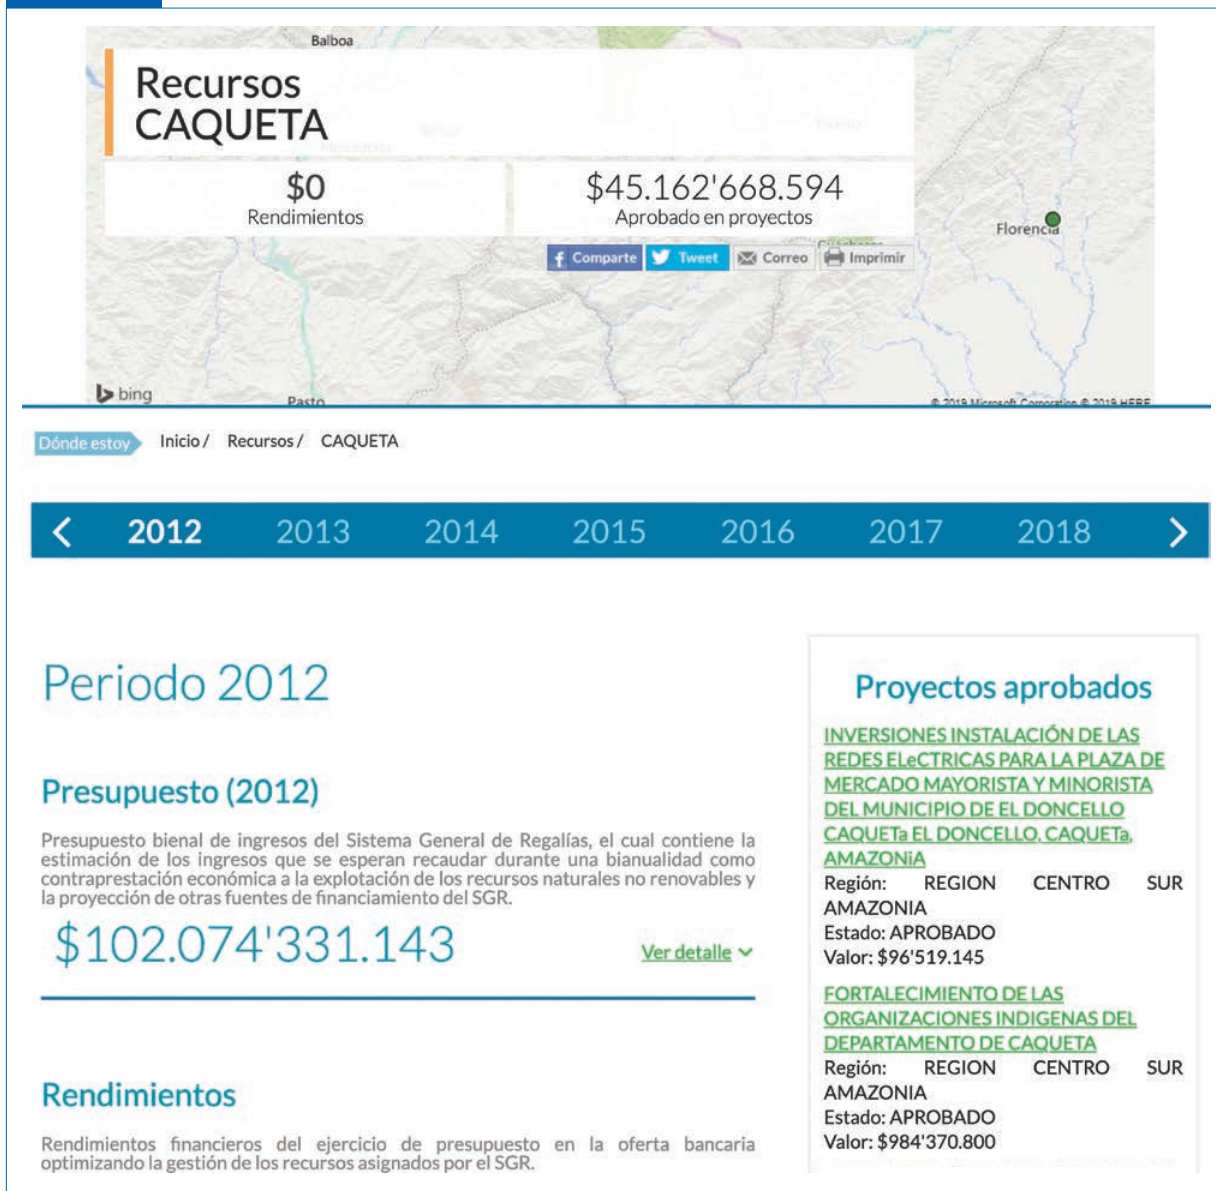 Balboa
Recursos
CAQUETA
$0
Rendimientos
$45.162'668.594
Aprobado en proyectos
Florencia
Comparte
Tweet
Correo
Imprimir
bing
Pasto
© 2019 Microsoft Corporation © 2019 HERE
Dónde estoy
Inicio / Recursos / CAQUETA
2012 2013 2014 2015 2016 2017 2018
Periodo 2012
Presupuesto (2012)
Presupuesto bienal de ingresos del Sistema General de Regalías, el cual contiene la
estimación de los ingresos que se esperan recaudar durante una bianualidad como
contraprestación económica a la explotación de los recursos naturales no renovables y
la proyección de otras fuentes de financiamiento del SGR.
$102.074'331.143
Ver detalle
Rendimientos
Rendimientos financieros del ejercicio de presupuesto en la oferta bancaria
optimizando la gestión de los recursos asignados por el SGR.
Proyectos aprobados
INVERSIONES INSTALACIÓN DE LAS
REDES ELeCTRICAS PARA LA PLAZA DE
MERCADO MAYORISTA Y MINORISTA
DEL MUNICIPIO DE EL DONCELLO
CAQUETa EL DONCELLO, CAQUETa,
AMAZONiA
Región: REGION CENTRO SUR
AMAZONIA
Estado: APROBADO
Valor: $96'519.145
FORTALECIMIENTO DE LAS
ORGANIZACIONES INDIGENAS DEL
DEPARTAMENTO DE CAQUETA
Región: REGION CENTRO SUR
AMAZONIA
Estado: APROBADO
Valor: $984'370.800